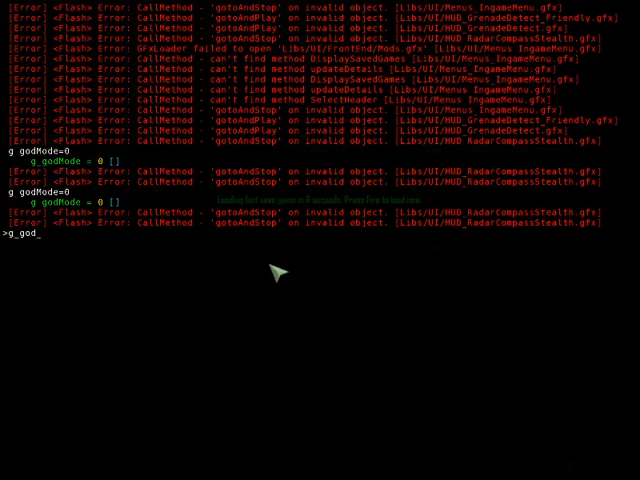 [Error] <Flash> Error: CallMethod - 'gotoAndStop' on invalid object. [Libs/UI/Menus_IngameMenu.gfx]
[Error] <Flash> Error: CallMethod - 'gotoAndPlay' on invalid object. [Libs/UI/HUD_GrenadeDetect_Friendly.gfx]
[Error] <Flash> Error: CallMethod - 'gotoAndPlay' on invalid object. [Libs/UI/HUD_GrenadeDetect.gfx]
[Error] <Flash> Error: CallMethod - 'gotoAndStop' on invalid object. [Libs/UI/HUD_RadarCompassStealth.gfx]
[Error] <Flash> Error: GFxLoader failed to open 'Libs/UI/FrontEnd/Mods.gfx' [Libs/UI/Menus_IngameMenu.gfx]
[Error] <Flash> Error: CallMethod - can't find method DisplaySavedGames [Libs/UI/Menus_IngameMenu.gfx]
[Error] <Flash> Error: CallMethod - can't find method updateDetails [Libs/UI/Menus_IngameMenu.gfx]
[Error] <Flash> Error: CallMethod - can't find method DisplaySavedGames [Libs/UI/Menus_IngameMenu.gfx]
[Error] <Flash> Error: CallMethod - can't find method updateDetails [Libs/UI/Menus_IngameMenu.gfx]
[Error] <Flash> Error: CallMethod - can't find method SelectHeader [Libs/UI/Menus_IngameMenu.gfx]
[Error] <Flash> Error: CallMethod - 'gotoAndStop' on invalid object. [Libs/UI/Menus_IngameMenu.gfx]
[Error] <Flash> Error: CallMethod - 'gotoAndPlay' on invalid object. [Libs/UI/HUD_GrenadeDetect_Friendly.gfx]
[Error] <Flash> Error: CallMethod - 'gotoAndPlay' on invalid object. [Libs/UI/HUD_GrenadeDetect.gfx]
[Error] <Flash> Error: CallMethod - 'gotoAndStop' on invalid object. [Libs/UI/HUD_RadarCompassStealth.gfx]
g_godMode=0
g_godMode = 0 []
[Error] <Flash> Error: CallMethod - 'gotoAndStop' on invalid object. [Libs/UI/HUD_RadarCompassStealth.gfx]
[Error] <Flash> Error: CallMethod - 'gotoAndStop' on invalid object. [Libs/UI/HUD_RadarCompassStealth.gfx]
g_godMode=0
g_godMode = 0 []
Loading last save game in seconds. Press Fire to load now.
[Error] <Flash> Error: CallMethod - 'gotoAndStop' on invalid object. [Libs/UI/HUD_RadarCompassStealth.gfx]
[Error] <Flash> Error: CallMethod - 'gotoAndStop' on invalid object. [Libs/UI/HUD_RadarCompassStealth.gfx]
>g_god_